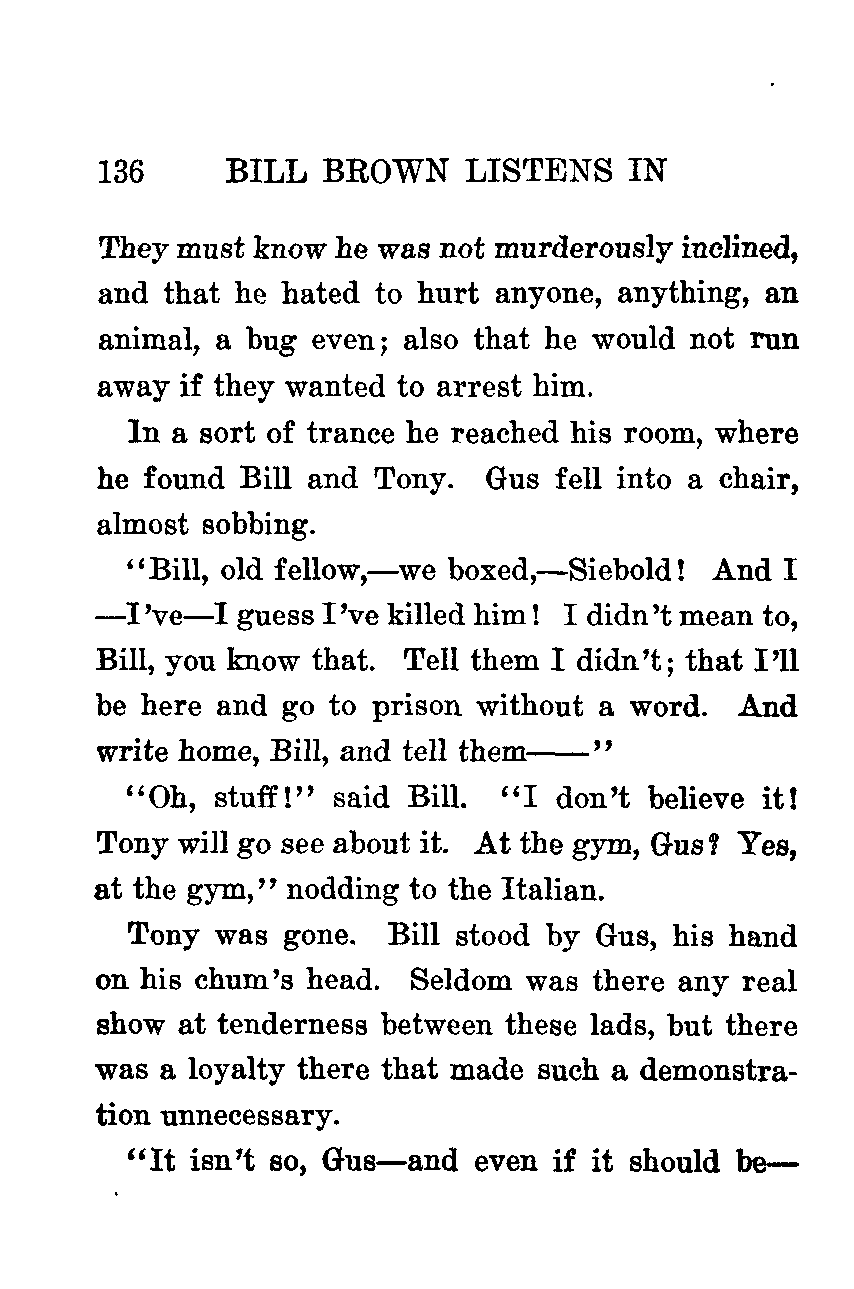 136 BILL BROWN LISTENS IN
They must know he was not murderously inclined,
and that he hated to hurt anyone, anything, an
animal, a bug even; also that he would not run
away if they wanted to arrest him.
In a sort of trance he reached his room, where
he found Bill and Tony. Gus fell into a chair,
almost sobbing.
“Bill, old fellow,—we boxed,—Siebold! And I
—I’ve—I guess I’ve killed him! I didn’t mean to,
Bill, you know that. Tell them I didn’t; that I’ll
be here and go to prison without a word. And
write home, Bill, and tell them——”
“Oh, stuff!” said Bill. “I don’t believe it!
Tony will go see about it. At the gym, Gus? Yes,
at the gym,” nodding to the Italian.
Tony was gone. Bill stood by Gus, his hand
on his chum’s head. Seldom was there any real
show at tenderness between these lads, but there
was a loyalty there that made such a demonstra-
tion unnecessary.
“It isn’t so, Gus—and even if it should be—